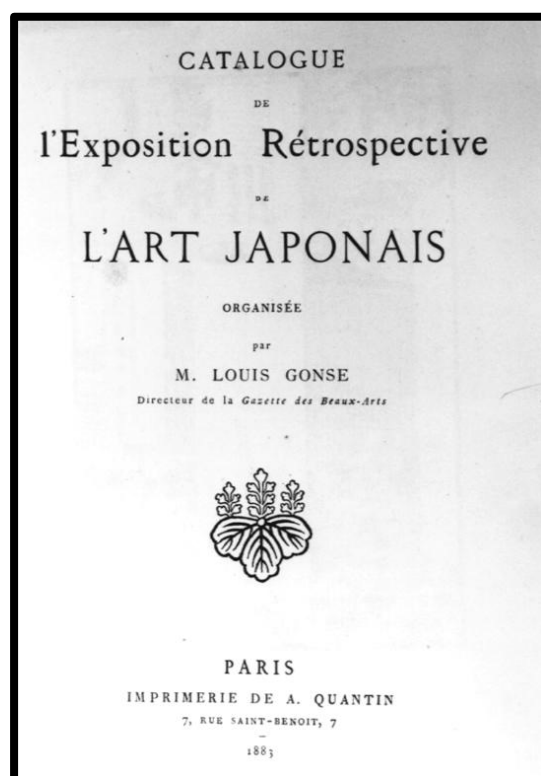 CATALOGUE
DE
l'Exposition Rétrospective
DE
L'ART JAPONAIS
ORGANISÉE
par
M. LOUIS GONSE
Directeur de la Gazette des Beaux-Arts
PARIS
IMPRIMERIE DE A. QUANTIN
7, RUE SAINT-BENOIT, 7
1883